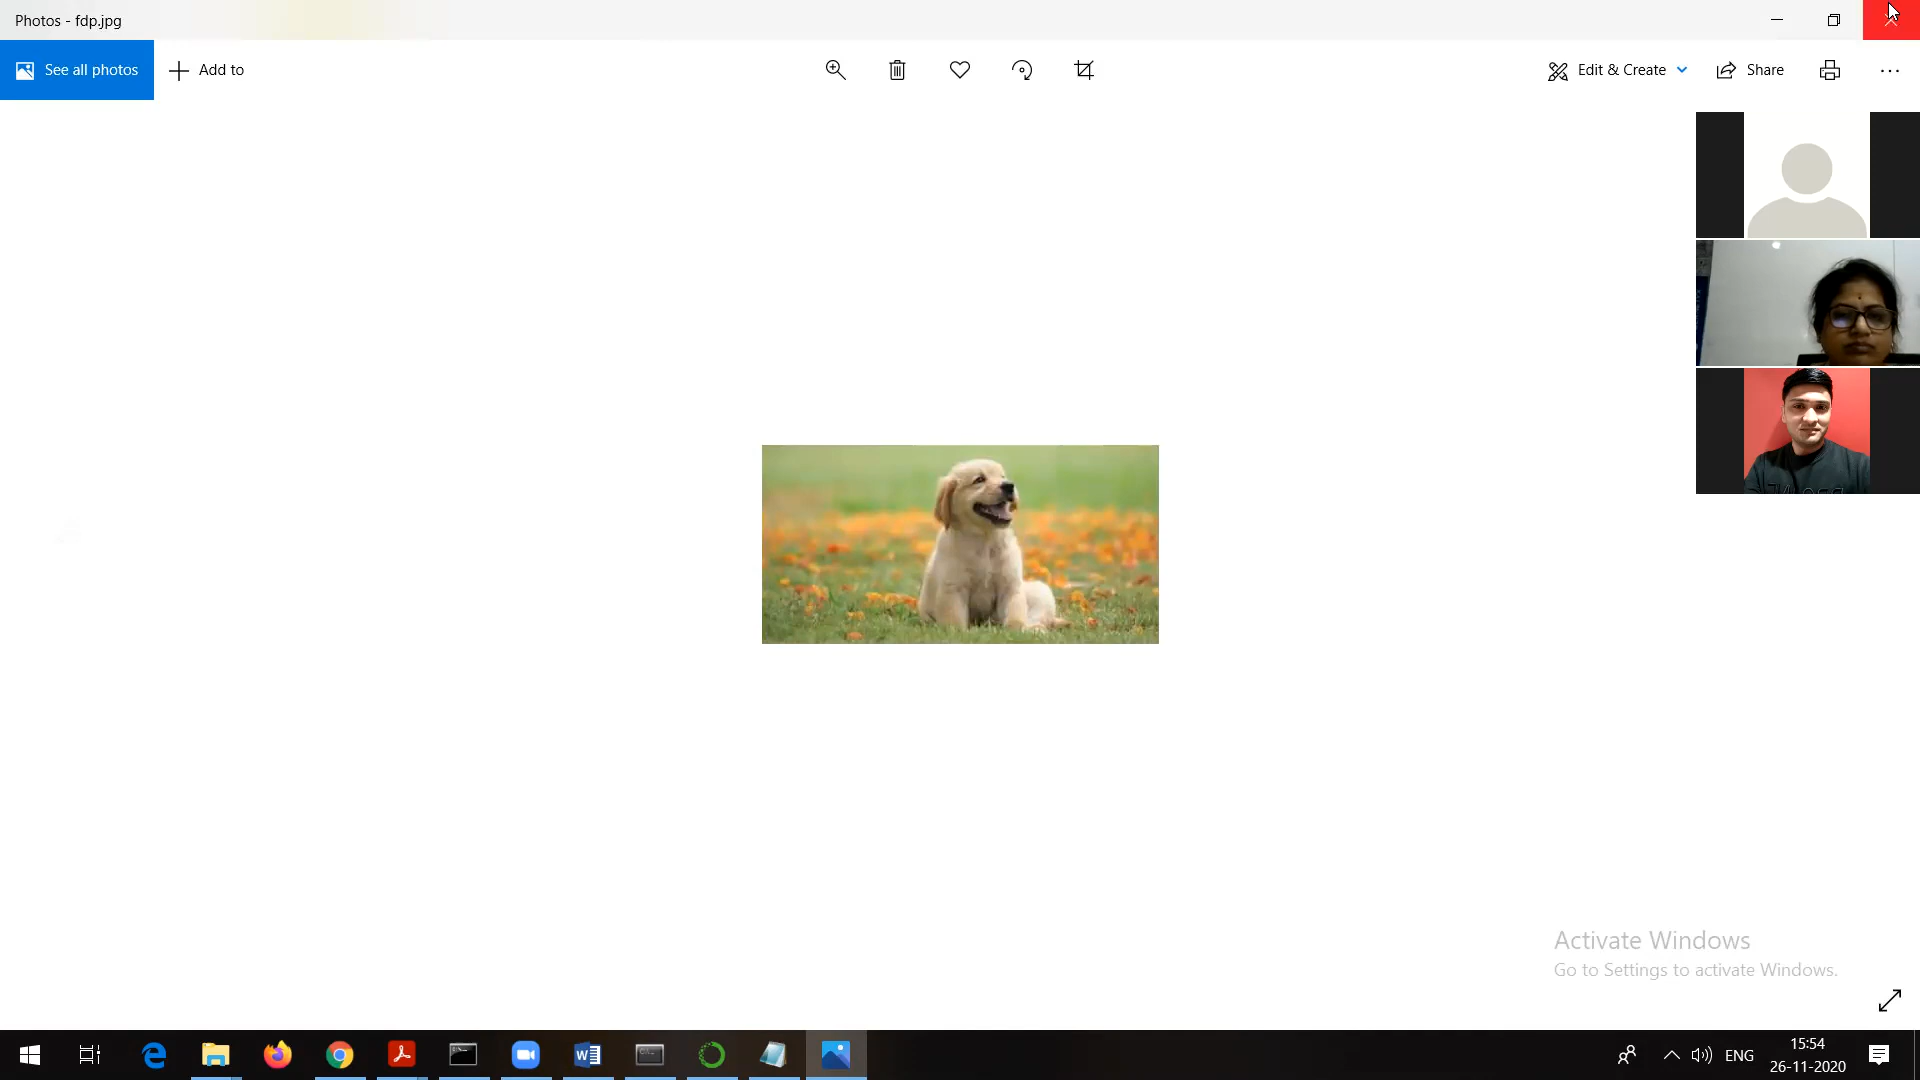 Photos - fdp.jpg
See all photos
Add to
Edit & Create
Share
Activate Windows
Go to Settings to activate Windows.
ENG
15:54
26-11-2020